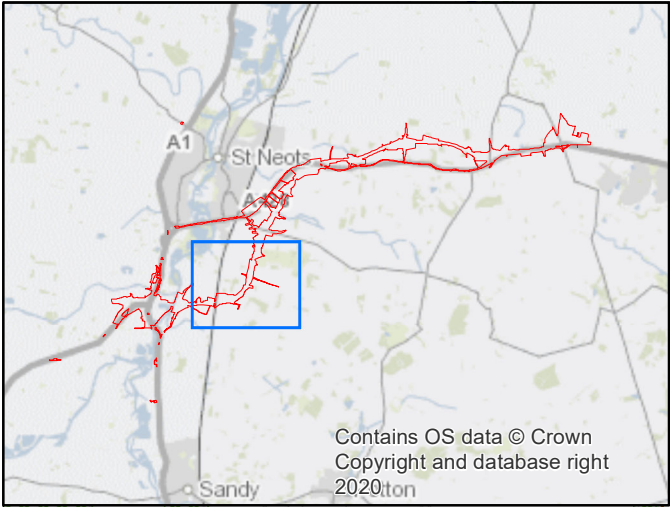 A1
St Neots
Contains OS data © Crown
Copyright and database right
2020
Sandy